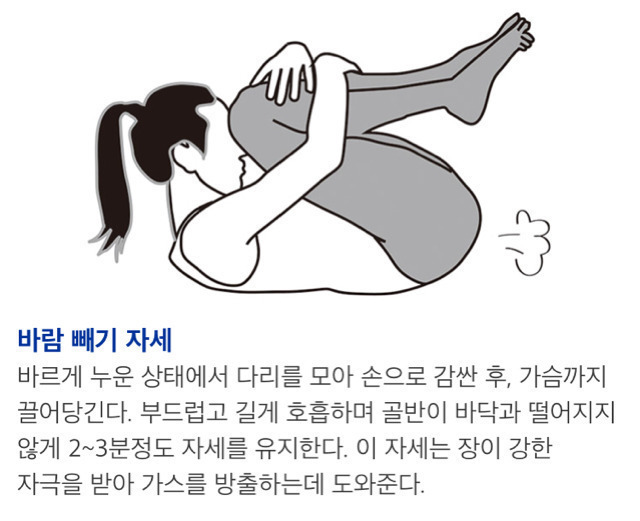 바람 빼기 자세
바르게 누운 상태에서 다리를 모아 손으로 감싼 후, 가슴까지
끌어당긴다. 부드럽고 길게 호흡하며 골반이 바닥과 떨어지지
않게 2~3분정도 자세를 유지한다. 이 자세는 장이 강한
자극을 받아 가스를 방출하는데 도와준다.